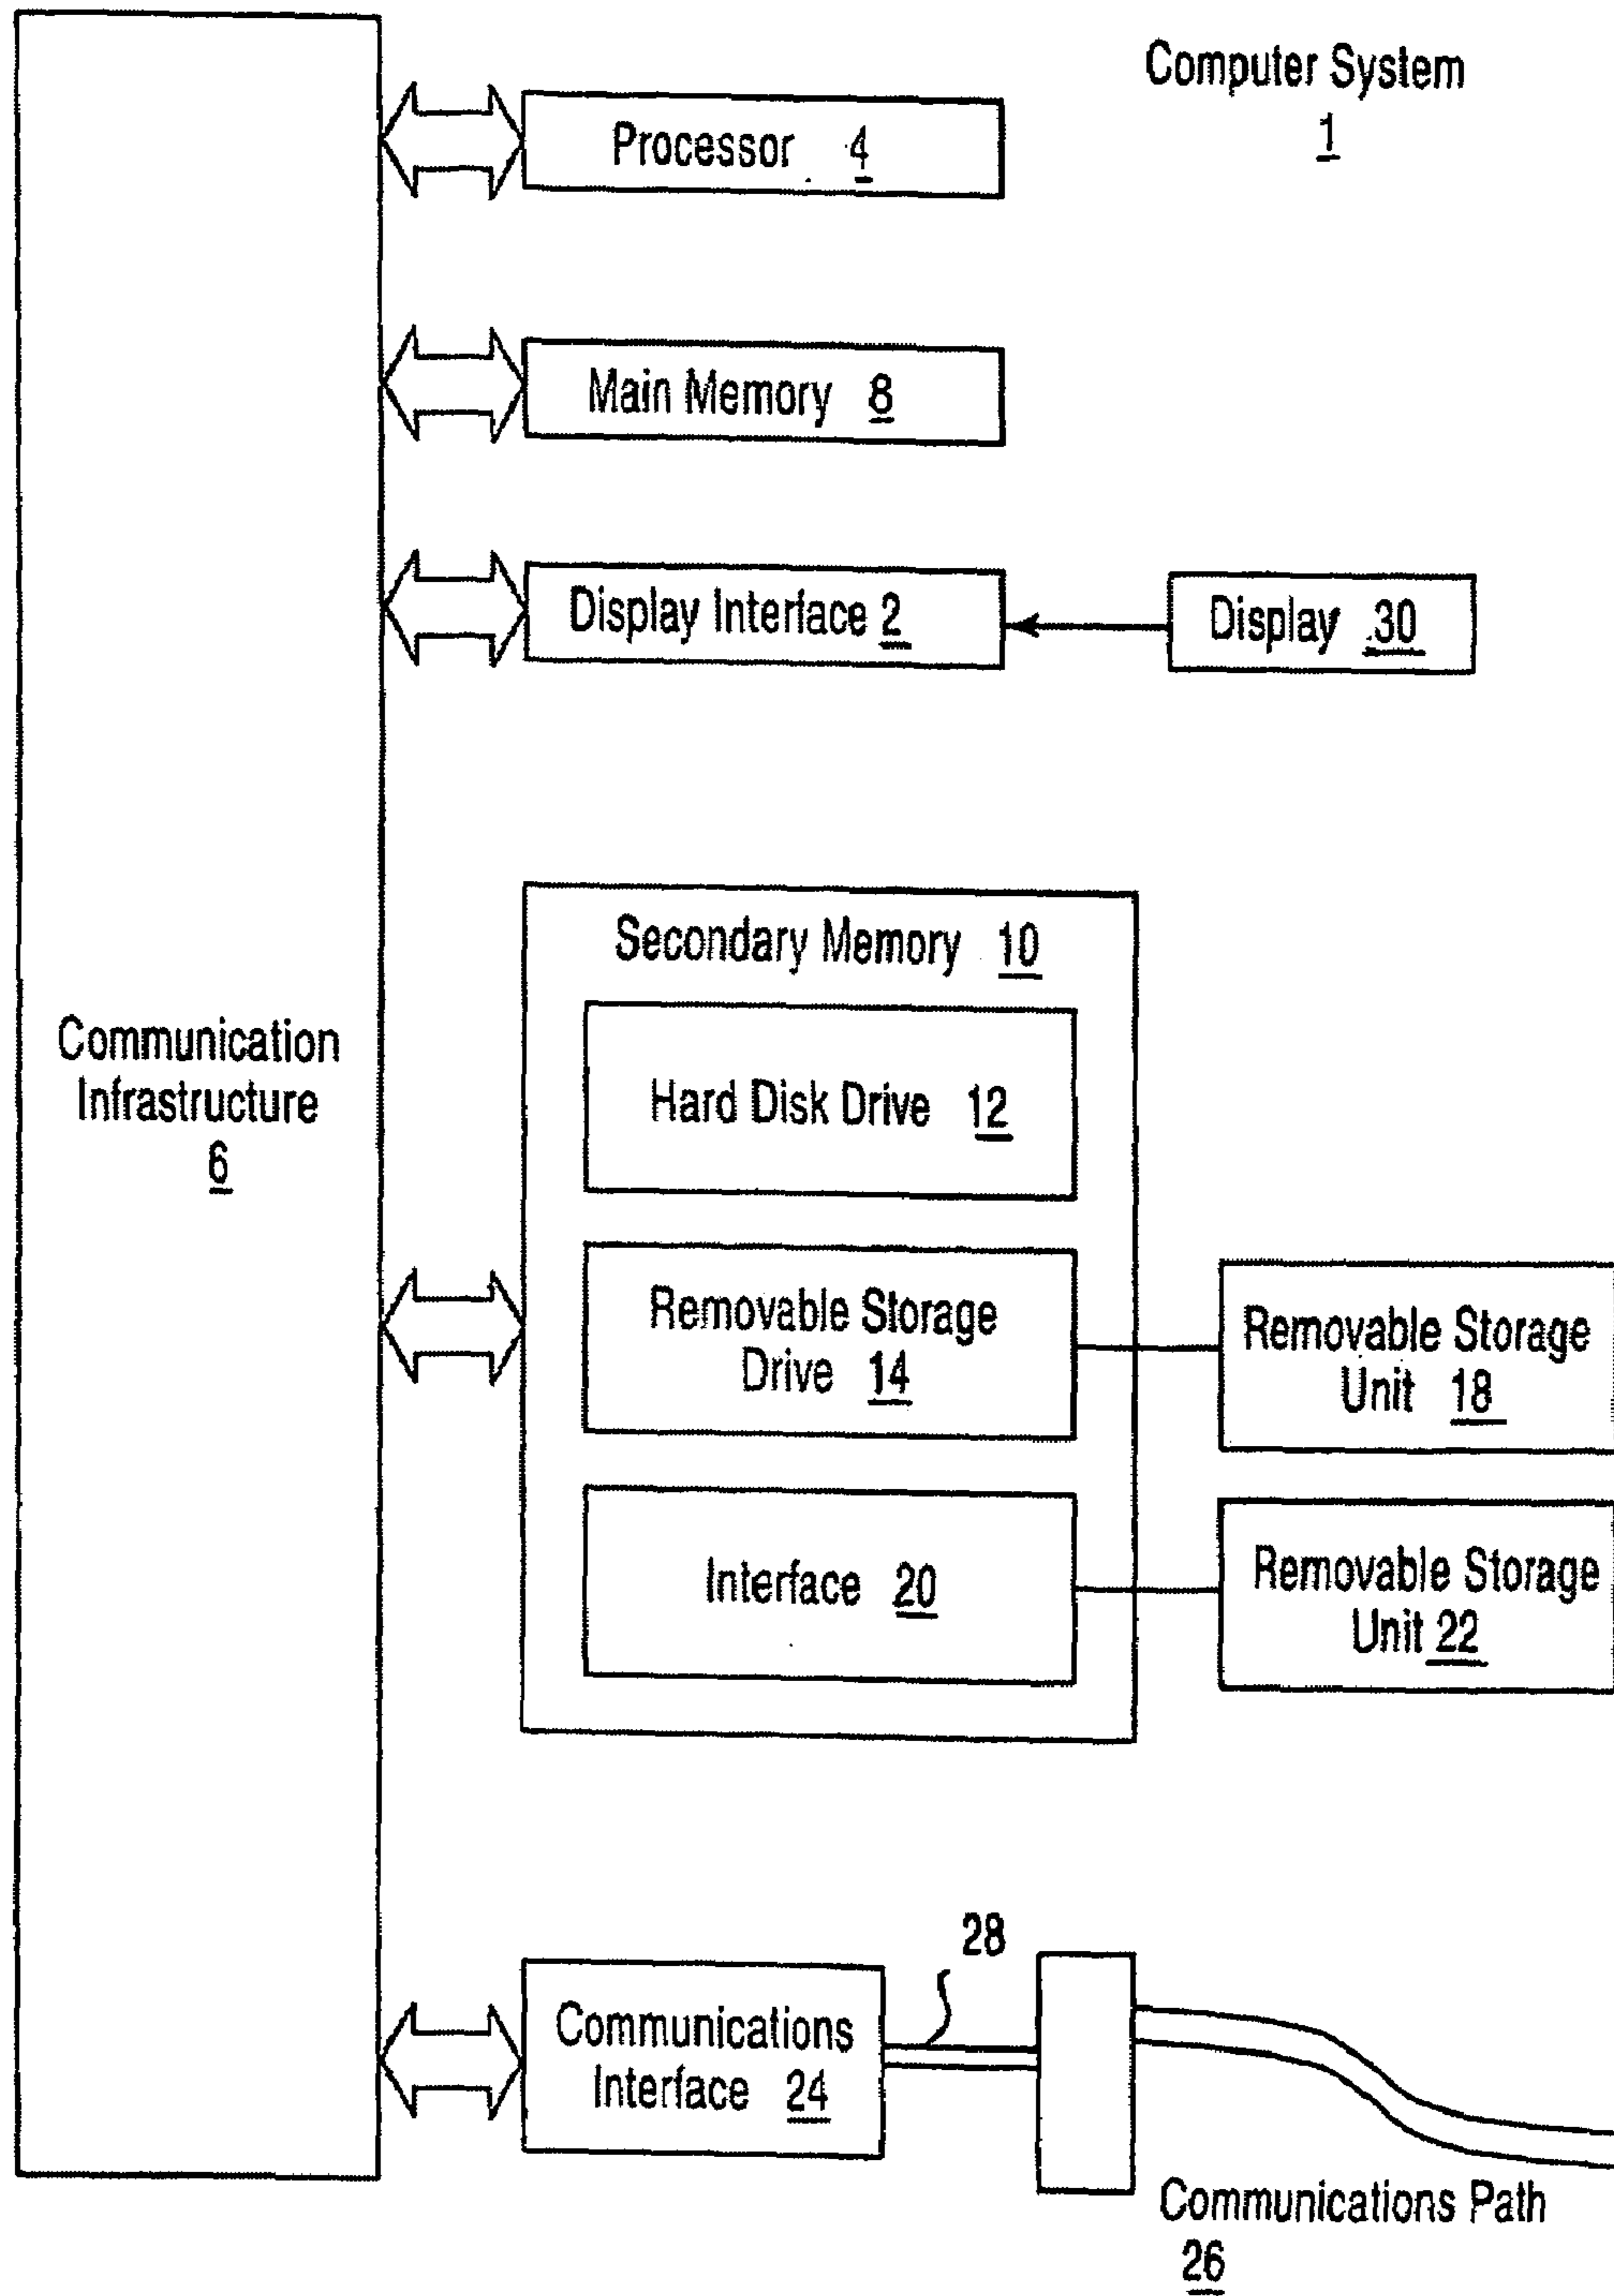 Computer System
1
Processor 4
Main Memory 8
Display Interface 2
Display 30
Secondary Memory 10
Hard Disk Drive 12
Communication
Infrastructure
6
Removable Storage
Drive 14
Removable Storage
Unit 18
Interface 20
Removable Storage
Unit 22
28
Communications
Interface 24
Communications Path
26